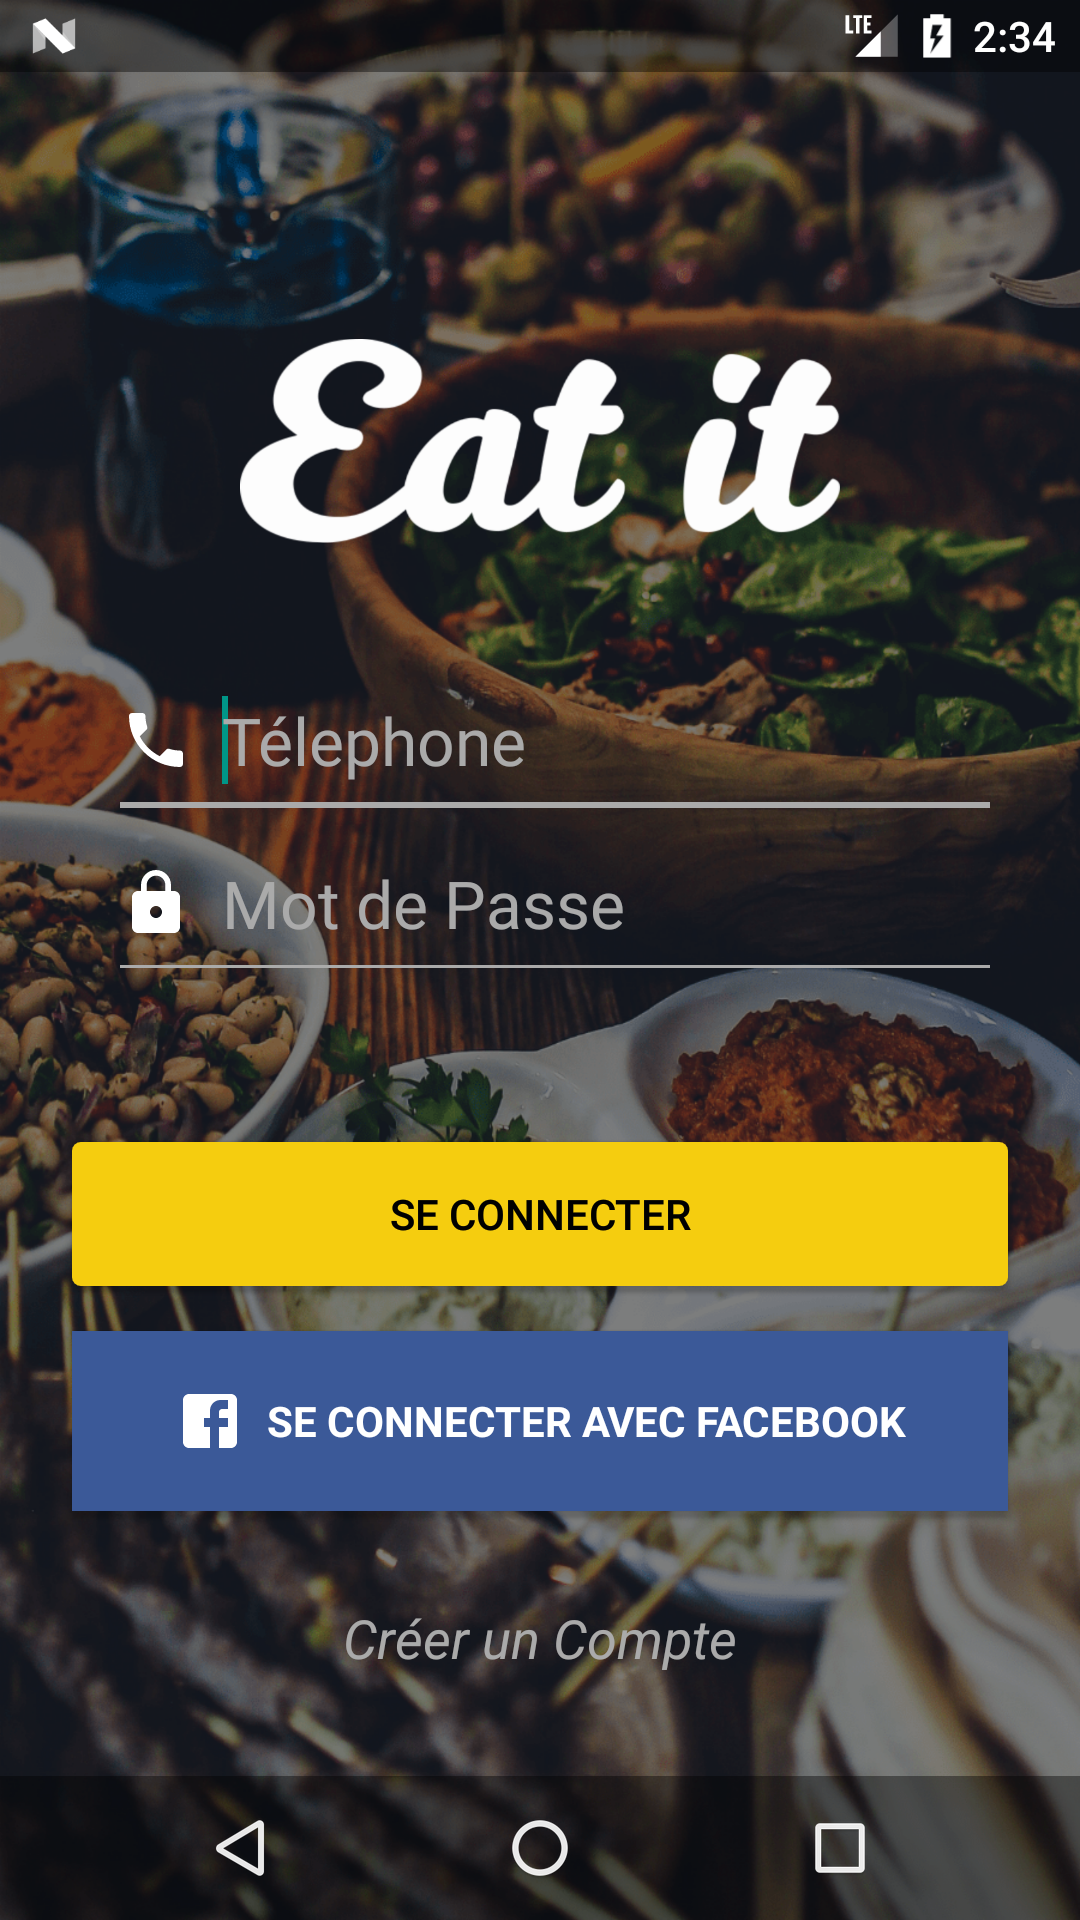 LTE 2:34
Eat it
Télephone
Mot de Passe
SE CONNECTER
SE CONNECTER AVEC FACEBOOK
Créer un Compte